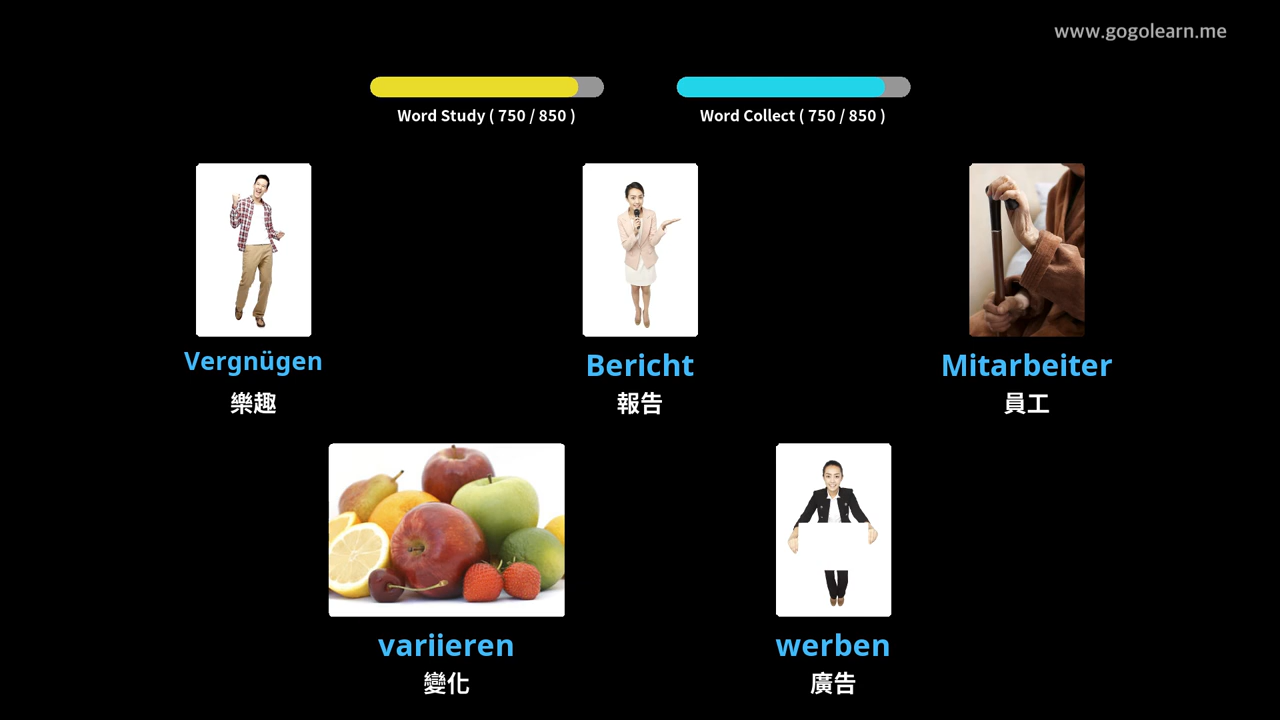 www.gogolearn.me
Word Study ( 750 / 850 )
Word Collect ( 750 / 850 )
Vergnügen
樂趣
Bericht
報告
Mitarbeiter
員工
variieren
變化
werben
廣告